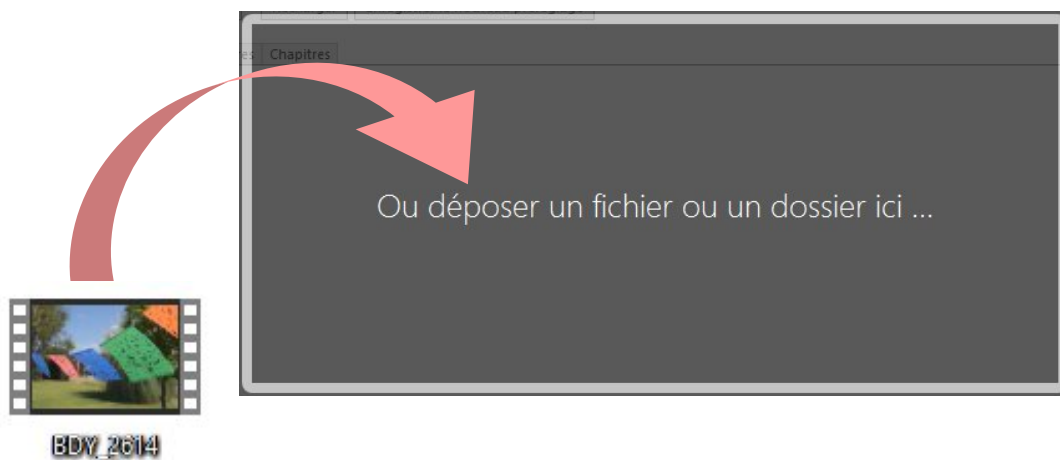 Chapitres
Ou déposer un fichier ou un dossier ici ...
BDY_2614